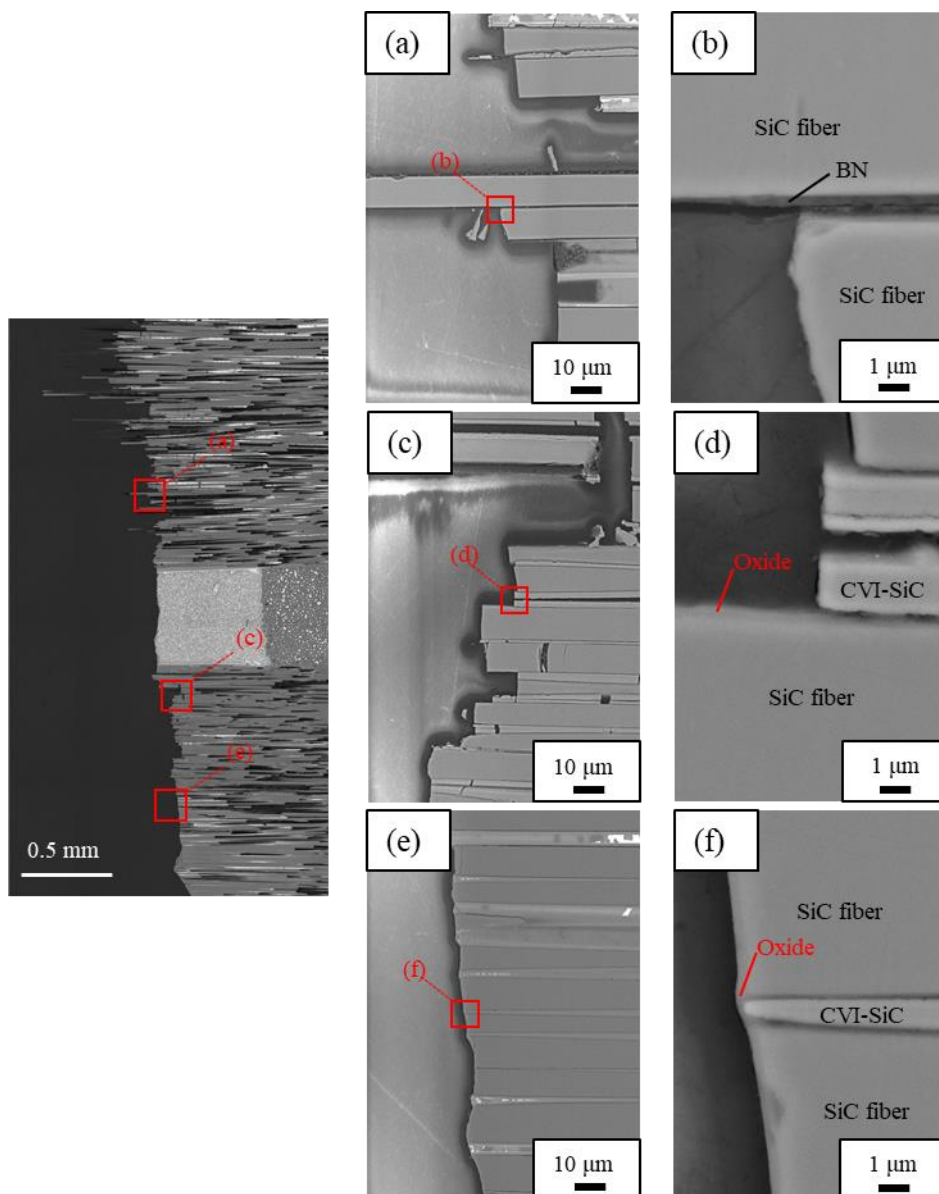 (a)
(b)
10 μm
(b)
SiC fiber
BN
SiC fiber
1 μm
(a)
(c)
(e)
0.5 mm
(c)
(d)
10 μm
(d)
Oxide
CVI-SiC
SiC fiber
1 μm
(e)
(f)
10 μm
(f)
SiC fiber
Oxide
CVI-SiC
SiC fiber
1 μm